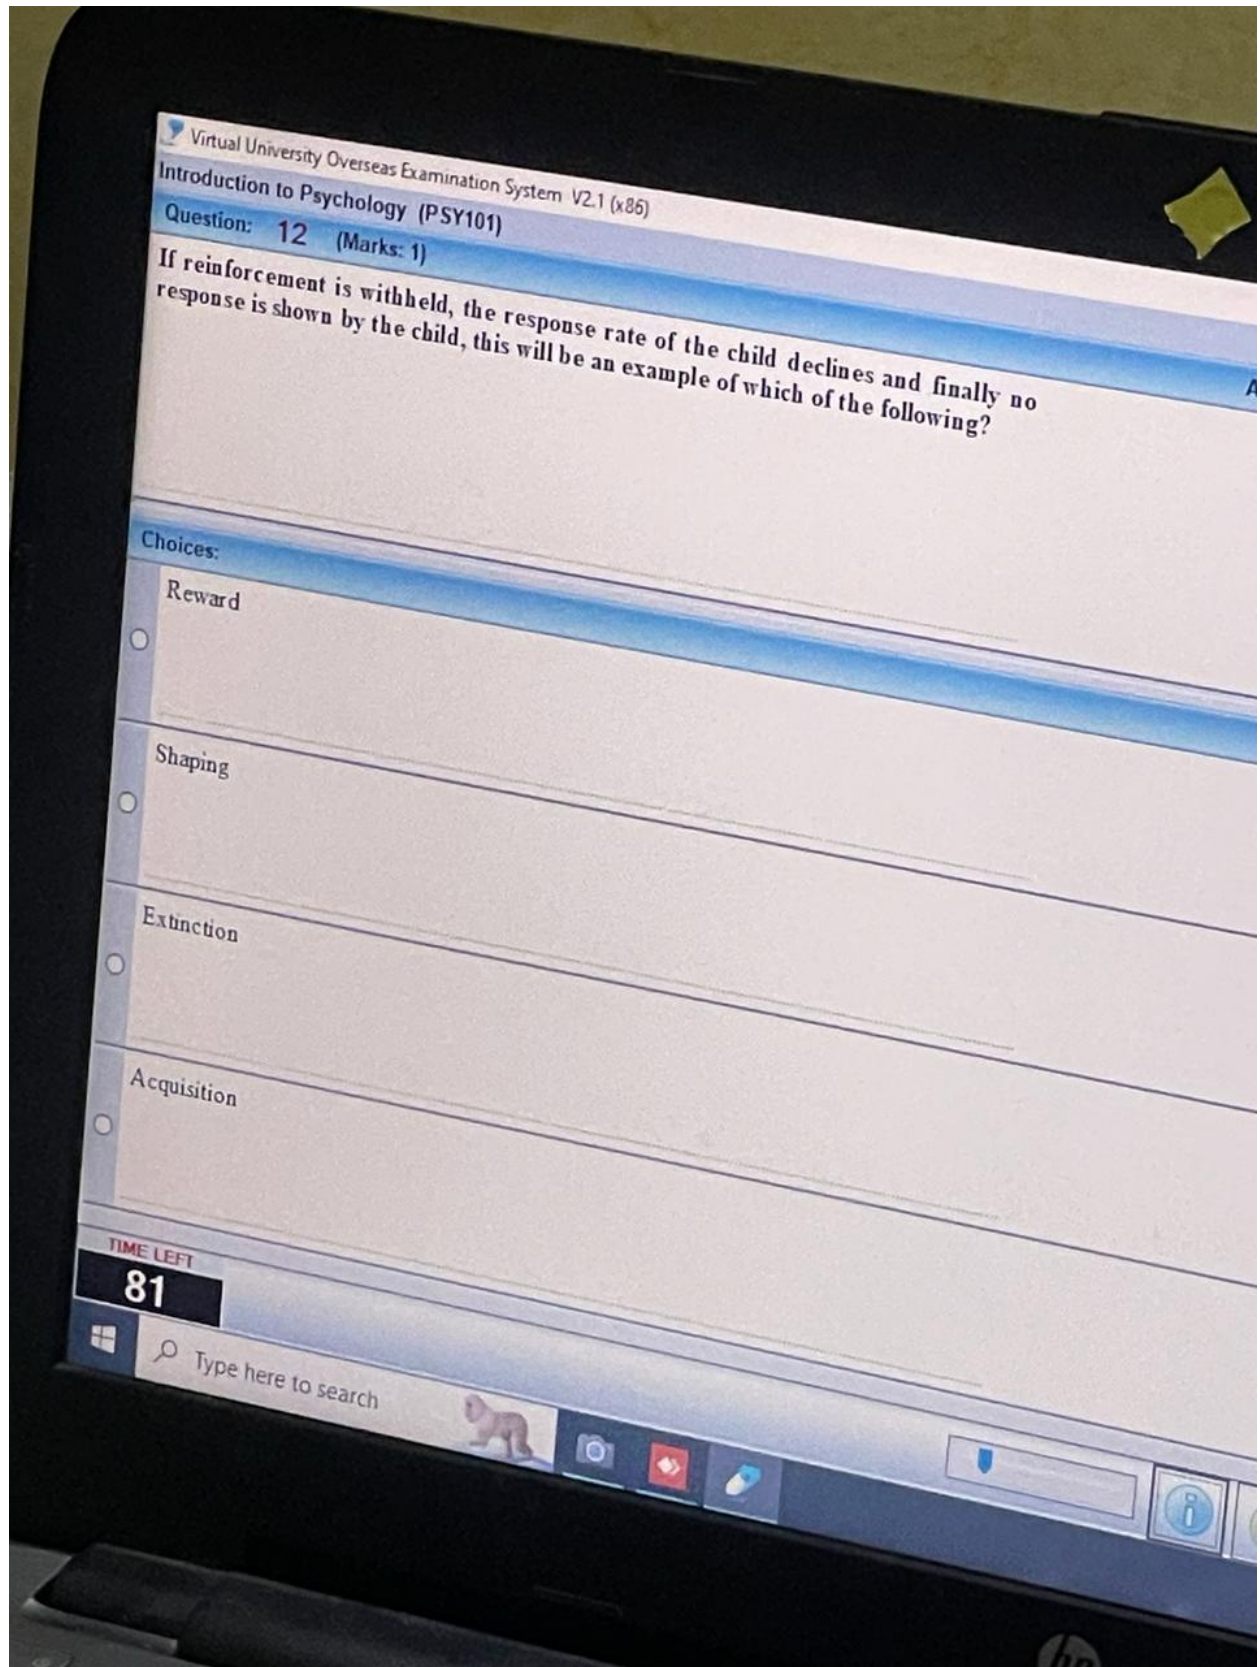 Virtual University Overseas Examination System V2.1 (x86)
Introduction to Psychology (PSY101)
Question: 12 (Marks: 1)
A
If reinforcement is withheld, the response rate of the child declines and finally no
response is shown by the child, this will be an example of which of the following?
Choices:
Reward
Shaping
Extinction
Acquisition
TIME LEFT
81
Type here to search
hp